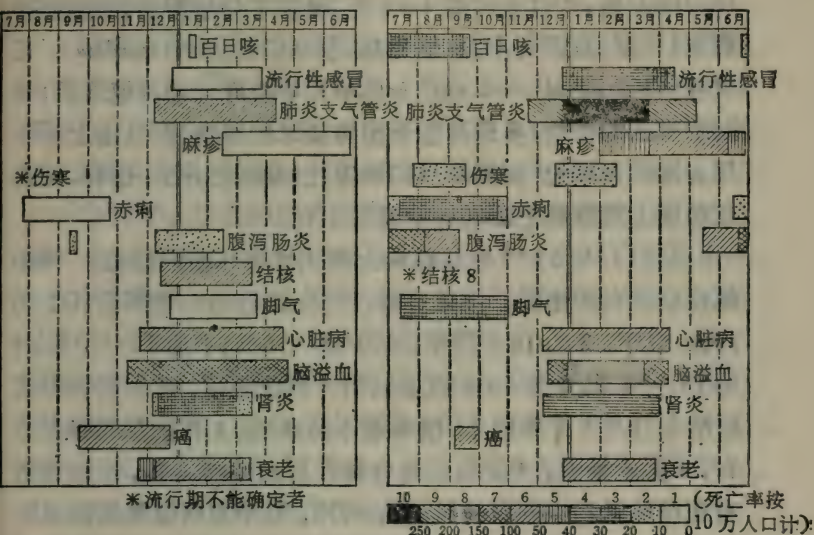 7月 8月 9月 10月 11月 12月 1月 2月 3月 4月 5月 6月
百日咳
流行性感冒
肺炎支气管炎
麻疹
*伤寒
赤痢
腹泻肠炎
结核
脚气
心脏病
脑溢血
肾炎
癌
衰老
*流行期不能确定者
7月 8月 9月 10月 11月 12月 1月 2月 3月 4月 5月 6月
百日咳
流行性感冒
肺炎支气管炎
麻疹
伤寒
赤痢
腹泻肠炎
*结核 8
脚气
心脏病
脑溢血
肾炎
癌
衰老
10 9 8 7 6 5 4 3 2 1 (死亡率按
250 200 150 100 50 40 30 20 10 0 10万人口计)